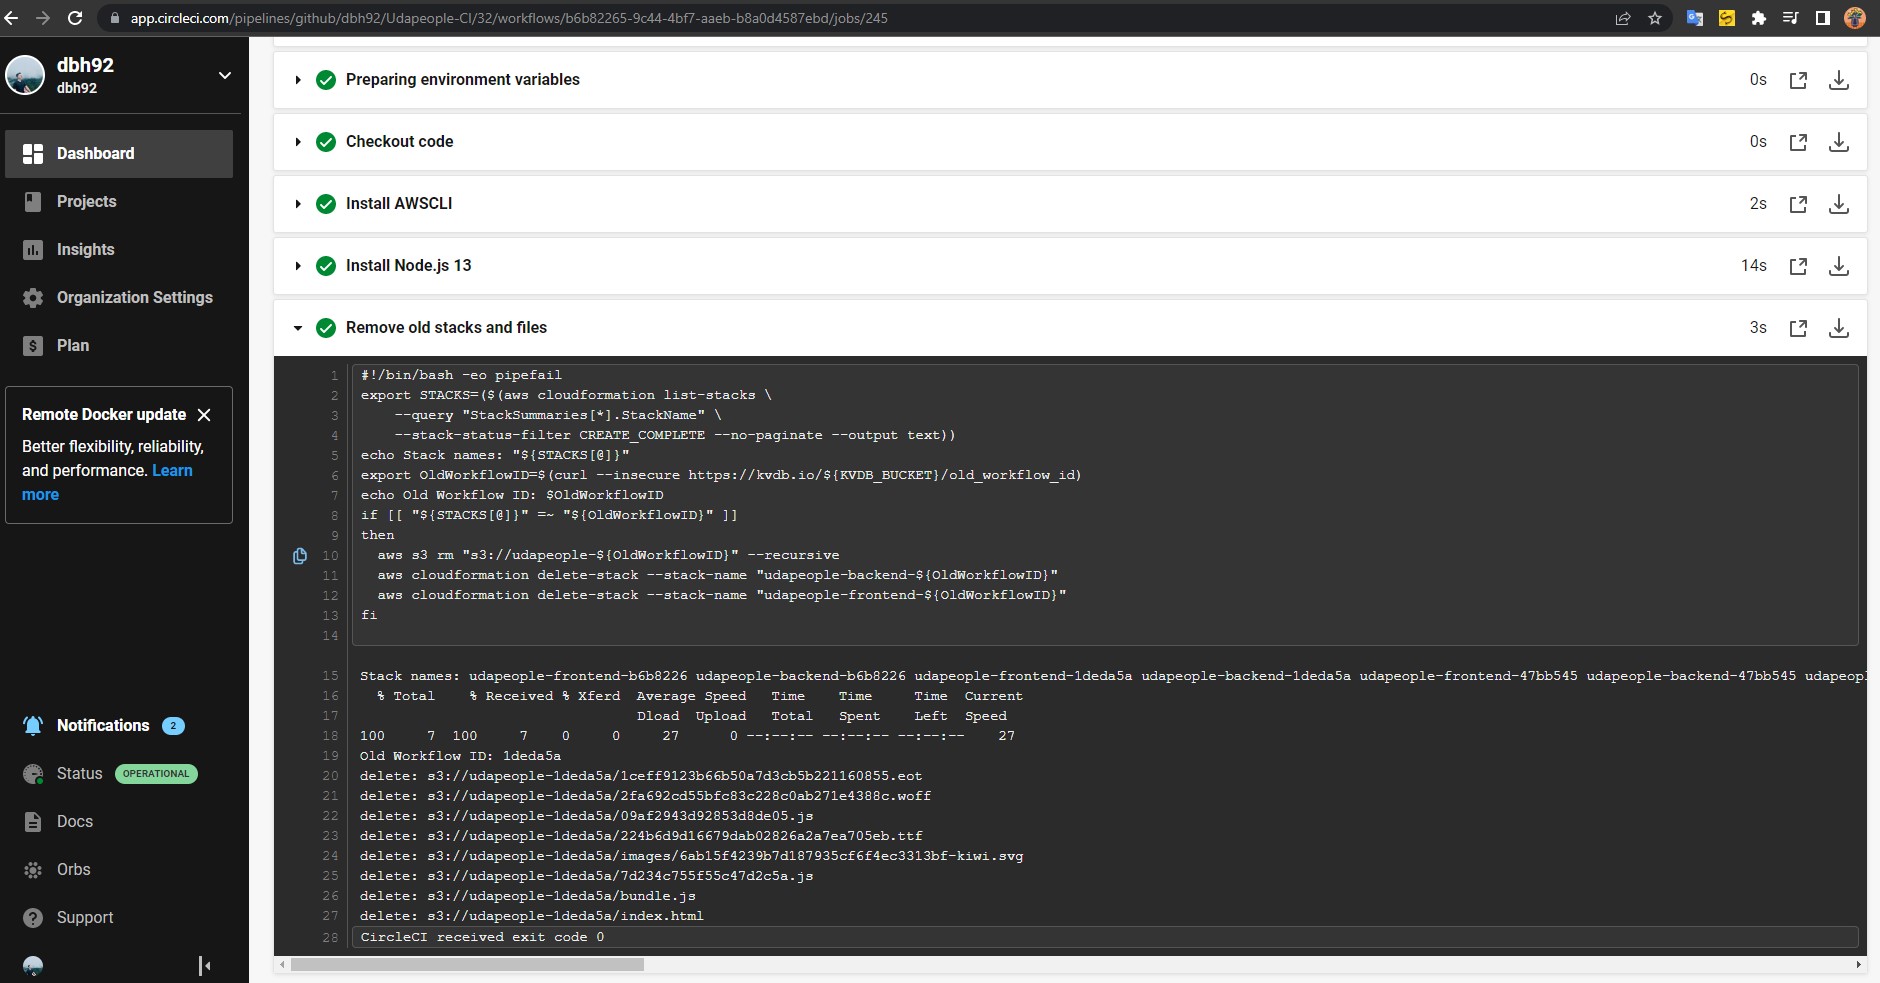 app.circleci.com/pipelines/github/dbh92/Udapeople-CI/32/workflows/b6b82265-9c44-4bf7-aaeb-b8a0d4587ebd/jobs/245
dbh92
dbh92
Dashboard
Projects
Insights
Organization Settings
Plan
Remote Docker update
Better flexibility, reliability,
and performance. Learn
more
Notifications 2
Status OPERATIONAL
Docs
Orbs
Support
Preparing environment variables 0s
Checkout code 0s
Install AWSCLI 2s
Install Node.js 13 14s
Remove old stacks and files 3s
1 #!/bin/bash -eo pipefail
2 export STACKS=($(aws cloudformation list-stacks \
3 --query "StackSummaries[*].StackName" \
4 --stack-status-filter CREATE_COMPLETE --no-paginate --output text))
5 echo Stack names: "${STACKS[@]}"
6 export OldWorkflowID=$(curl --insecure https://kvdb.io/${KVDB_BUCKET}/old_workflow_id)
7 echo Old Workflow ID: $OldWorkflowID
8 if [[ "${STACKS[@]}" =~ "${OldWorkflowID}" ]]
9 then
10 aws s3 rm "s3://udapeople-${OldWorkflowID}" --recursive
11 aws cloudformation delete-stack --stack-name "udapeople-backend-${OldWorkflowID}"
12 aws cloudformation delete-stack --stack-name "udapeople-frontend-${OldWorkflowID}"
13 fi
14
15 Stack names: udapeople-frontend-b6b8226 udapeople-backend-b6b8226 udapeople-frontend-1deda5a udapeople-backend-1deda5a udapeople-frontend-47bb545 udapeople-backend-47bb545 udapeopl
16 % Total % Received % Xferd Average Speed Time Time Time Current
17 Dload Upload Total Spent Left Speed
18 100 7 100 7 0 0 27 0 --:--:-- --:--:-- --:--:-- 27
19 Old Workflow ID: 1deda5a
20 delete: s3://udapeople-1deda5a/1ceff9123b66b50a7d3cb5b221160855.eot
21 delete: s3://udapeople-1deda5a/2fa692cd55bfc83c228c0ab271e4388c.woff
22 delete: s3://udapeople-1deda5a/09af2943d92853d8de05.js
23 delete: s3://udapeople-1deda5a/224b6d9d16679dab02826a2a7ea705eb.ttf
24 delete: s3://udapeople-1deda5a/images/6ab15f4239b7d187935cf6f4ec3313bf-kiwi.svg
25 delete: s3://udapeople-1deda5a/7d234c755f55c47d2c5a.js
26 delete: s3://udapeople-1deda5a/bundle.js
27 delete: s3://udapeople-1deda5a/index.html
28 CircleCI received exit code 0